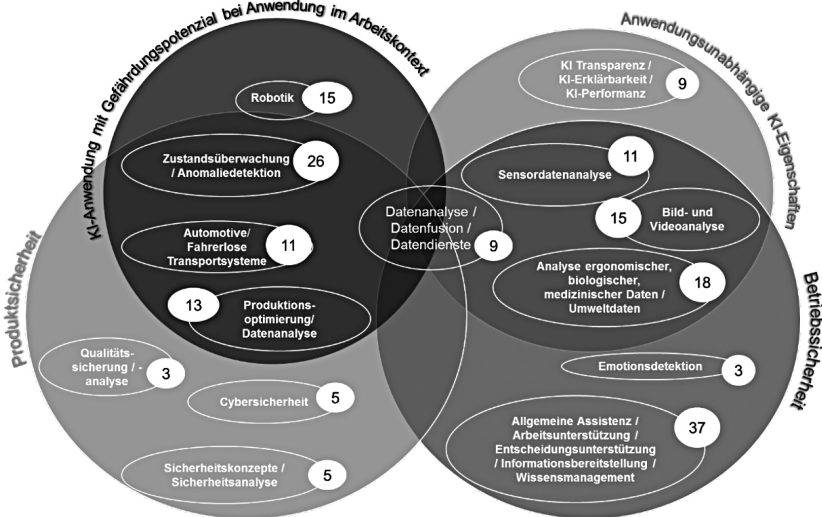 KI-Anwendung mit Gefährdungspotenzial bei Anwendung im Arbeitskontext
Anwendungsunabhängige KI-Eigenschaften
Produktsicherheit
Betriebssicherheit
Robotik
15
KI Transparenz /
KI-Erklärbarkeit /
KI-Performanz
9
Zustandsüberwachung
/ Anomaliedetektion
26
Sensordatenanalyse
11
Datenanalyse /
Datenfusion /
Datendienste
9
Bild- und
Videoanalyse
15
Automotive/
Fahrerlose
Transportsysteme
11
Analyse ergonomischer,
biologischer,
medizinischer Daten /
Umweltdaten
18
13
Produktions-
optimierung/
Datenanalyse
Qualitäts-
sicherung / -
analyse
3
Emotionsdetektion
3
Cybersicherheit
5
Allgemeine Assistenz /
Arbeitsunterstützung /
Entscheidungsunterstützung
/ Informationsbereitstellung /
Wissensmanagement
37
Sicherheitskonzepte /
Sicherheitsanalyse
5